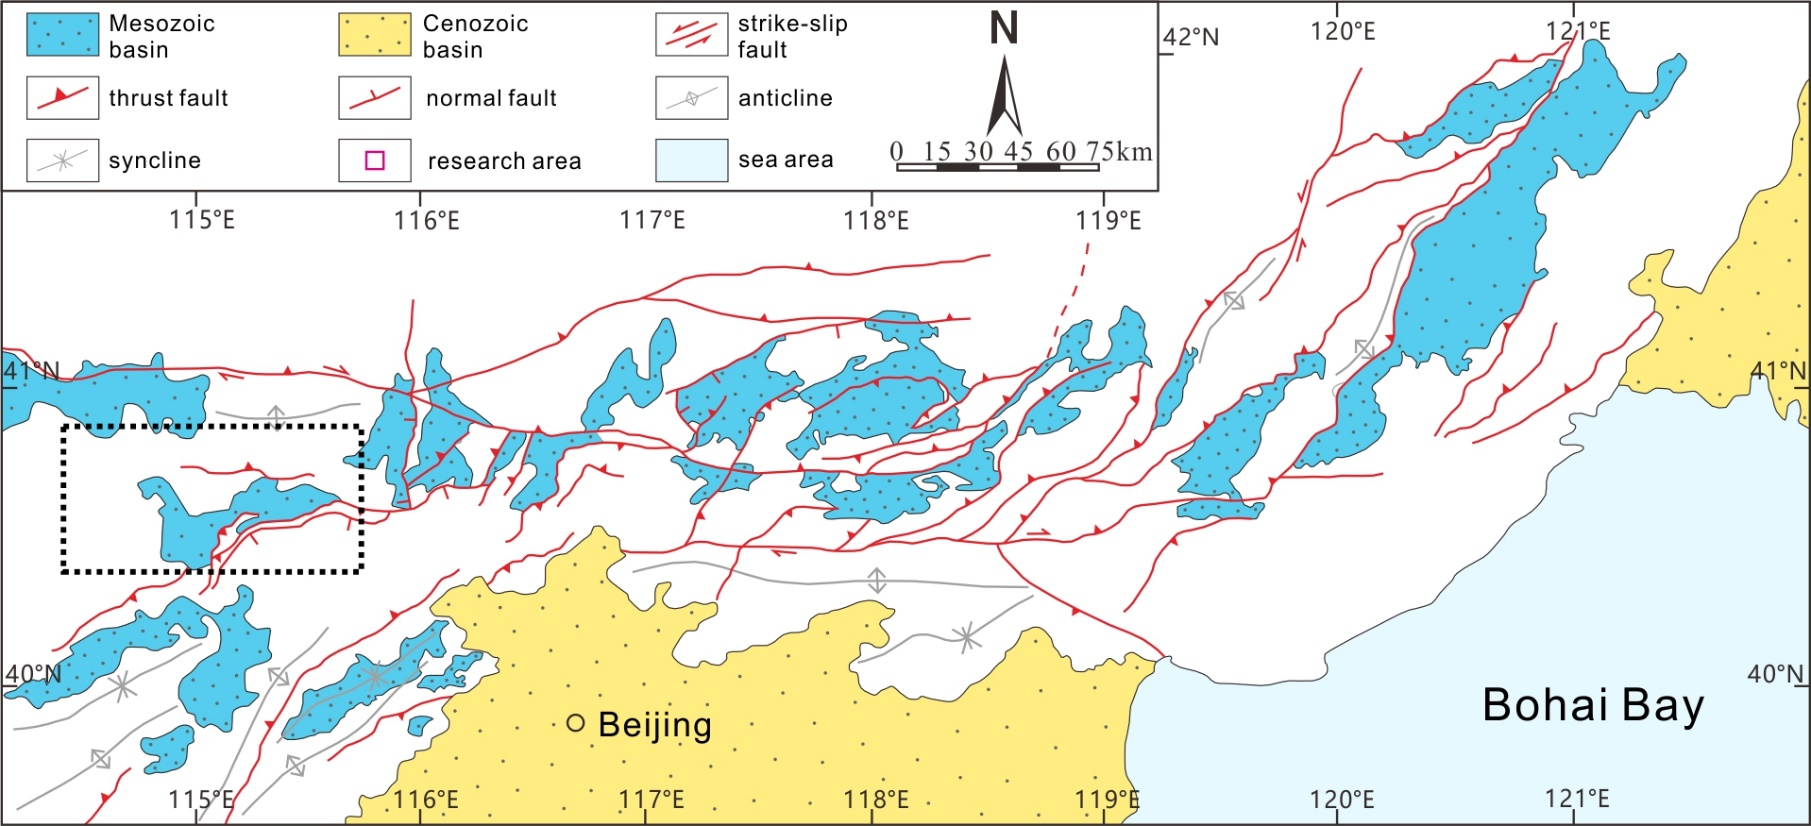 Mesozoic
basin
Cenozoic
basin
strike-slip
fault
thrust fault
normal fault
anticline
syncline
research area
sea area
N
0 15 30 45 60 75km
42°N
120°E
121°E
115°E
116°E
117°E
118°E
119°E
41°N
41°N
40°N
40°N
Bohai Bay
Beijing
115°E
116°E
117°E
118°E
119°E
120°E
121°E